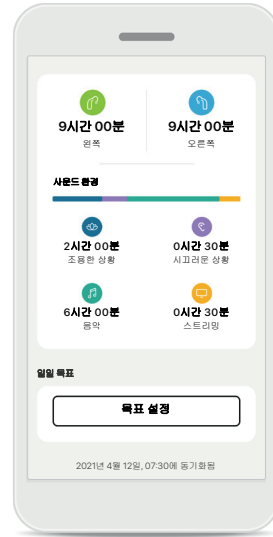 9시간 00분 9시간 00분
왼쪽 오른쪽
사운드 환경
2시간 00분 0시간 30분
조용한 상황 시끄러운 상황
6시간 00분 0시간 30분
음악 스트리밍
일일 목표
목표 설정
2021년 4월 12일, 07:30에 동기화됨